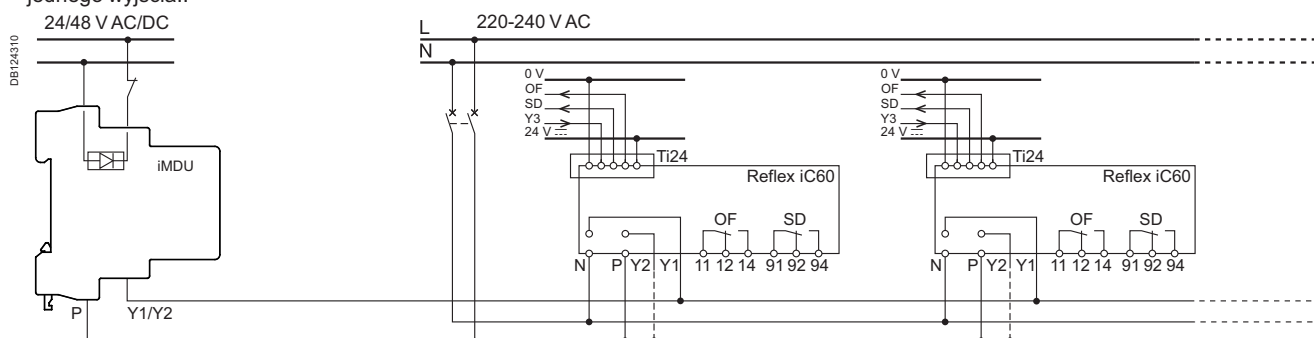 jednego wyjścia.
24/48 V AC/DC
DB124310
iMDU
P
Y1/Y2
220-240 V AC
L
N
0 V
OF
SD
Y3
24 V
Ti24
Reflex iC60
OF SD
N P Y2 Y1 11 12 14 91 92 94
0 V
OF
SD
Y3
24 V
Ti24
Reflex iC60
OF SD
N P Y2 Y1 11 12 14 91 92 94